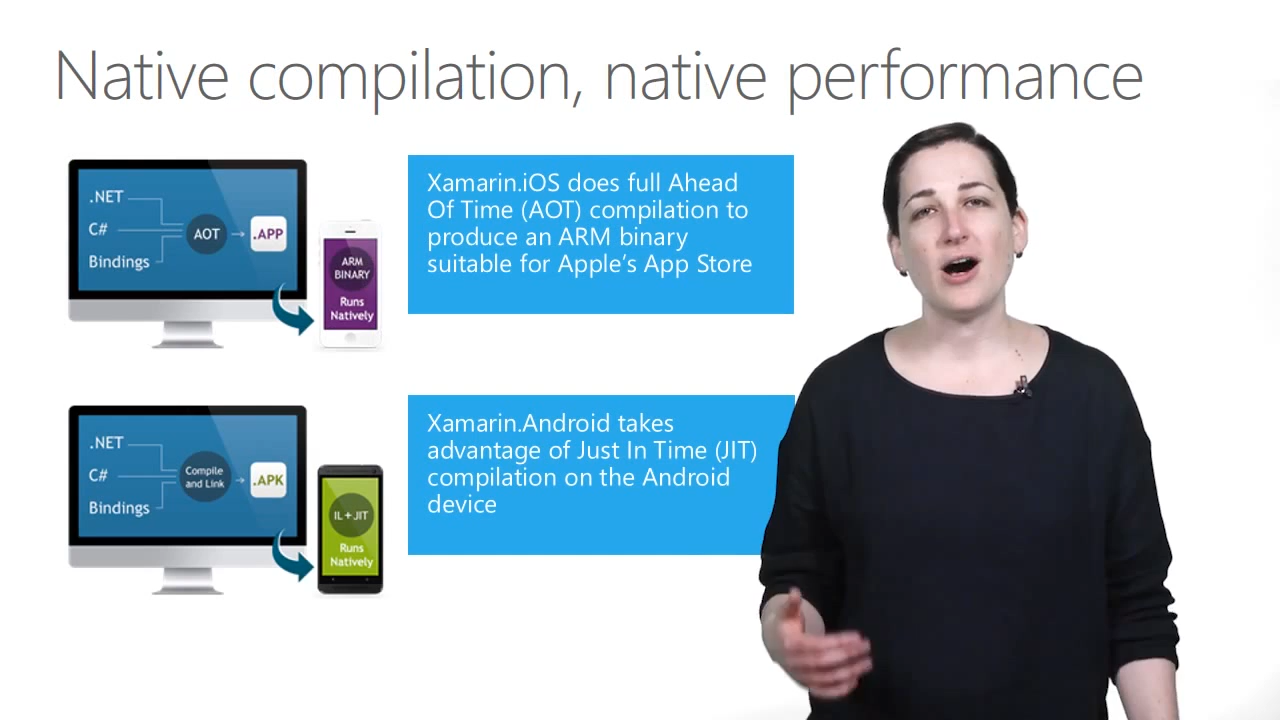 Native compilation, native performance
.NET
C#
Bindings
AOT
.APP
ARM
BINARY
Runs
Natively
Xamarin.iOS does full Ahead
Of Time (AOT) compilation to
produce an ARM binary
suitable for Apple’s App Store
.NET
C#
Bindings
Compile
and Link
.APK
IL+JIT
Runs
Natively
Xamarin.Android takes
advantage of Just In Time (JIT)
compilation on the Android
device